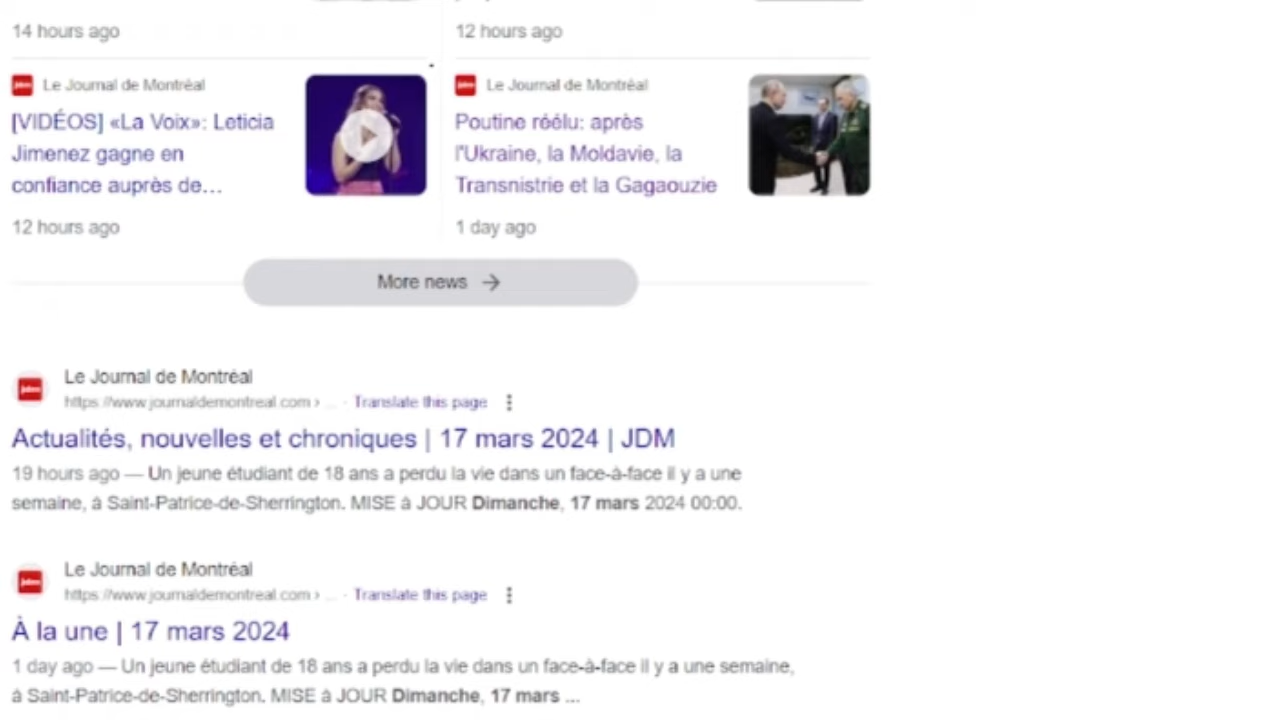 14 hours ago
12 hours ago
Le Journal de Montréal
[VIDÉOS] «La Voix»: Leticia
Jimenez gagne en
confiance auprès de...
12 hours ago
Le Journal de Montréal
Poutine réélu: après
l'Ukraine, la Moldavie, la
Transnistrie et la Gagaouzie
1 day ago
More news →
Le Journal de Montréal
https://www.journaldemontreal.com › ... · Translate this page
Actualités, nouvelles et chroniques | 17 mars 2024 | JDM
19 hours ago — Un jeune étudiant de 18 ans a perdu la vie dans un face-à-face il y a une
semaine, à Saint-Patrice-de-Sherrington. MISE à JOUR Dimanche, 17 mars 2024 00:00.
Le Journal de Montréal
https://www.journaldemontreal.com › ... · Translate this page
À la une | 17 mars 2024
1 day ago — Un jeune étudiant de 18 ans a perdu la vie dans un face-à-face il y a une semaine,
à Saint-Patrice-de-Sherrington. MISE à JOUR Dimanche, 17 mars ...